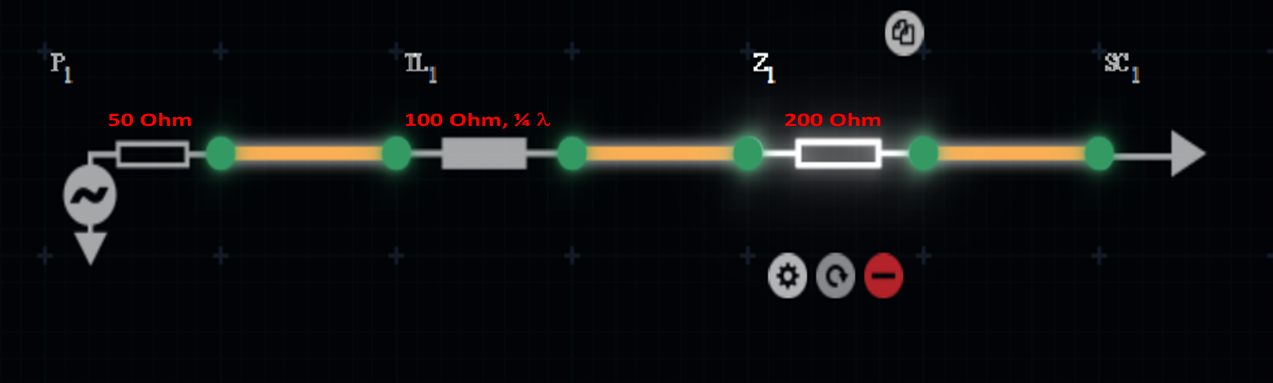 P1
TL1
Z1
SC1
50 Ohm
100 Ohm, ¼ λ
200 Ohm